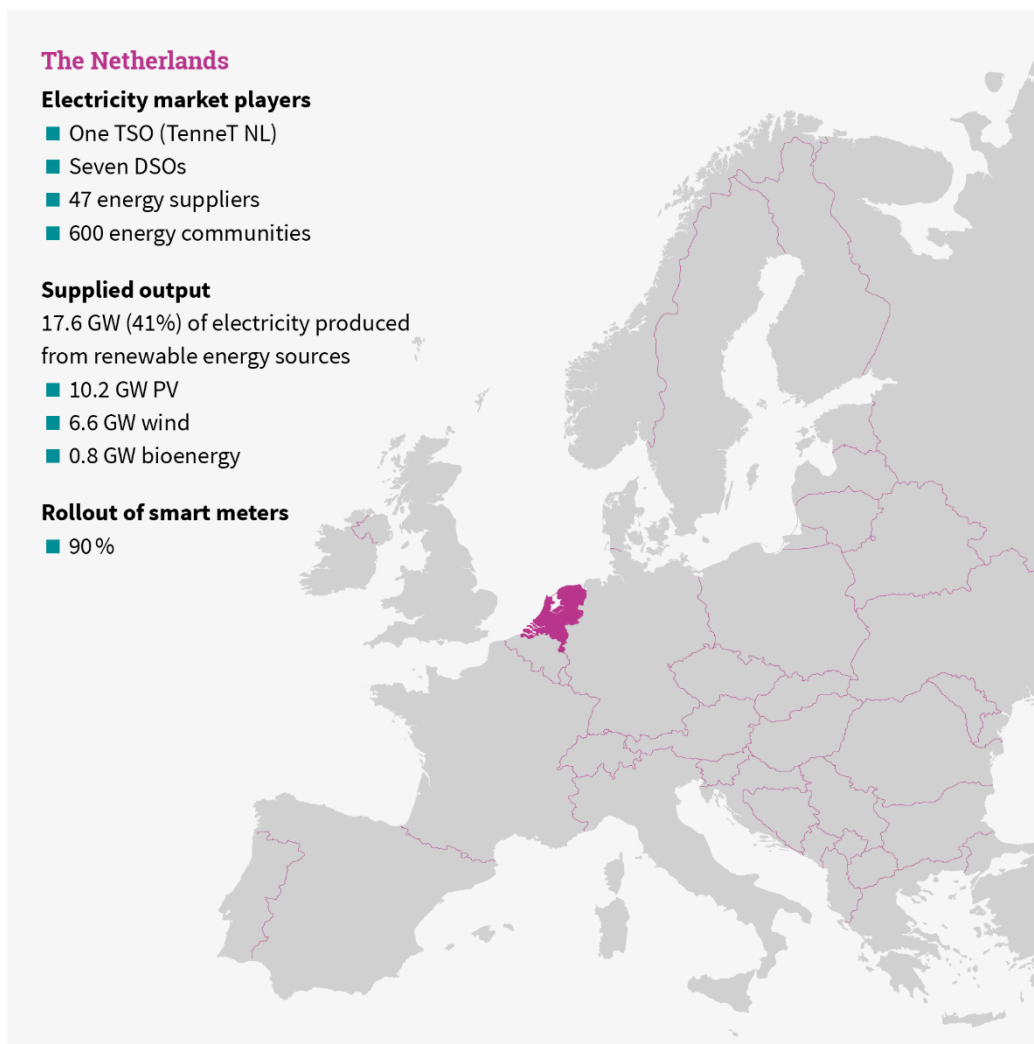 The Netherlands
Electricity market players
One TSO (TenneT NL)
Seven DSOs
47 energy suppliers
600 energy communities
Supplied output
17.6 GW (41%) of electricity produced
from renewable energy sources
10.2 GW PV
6.6 GW wind
0.8 GW bioenergy
Rollout of smart meters
90 %